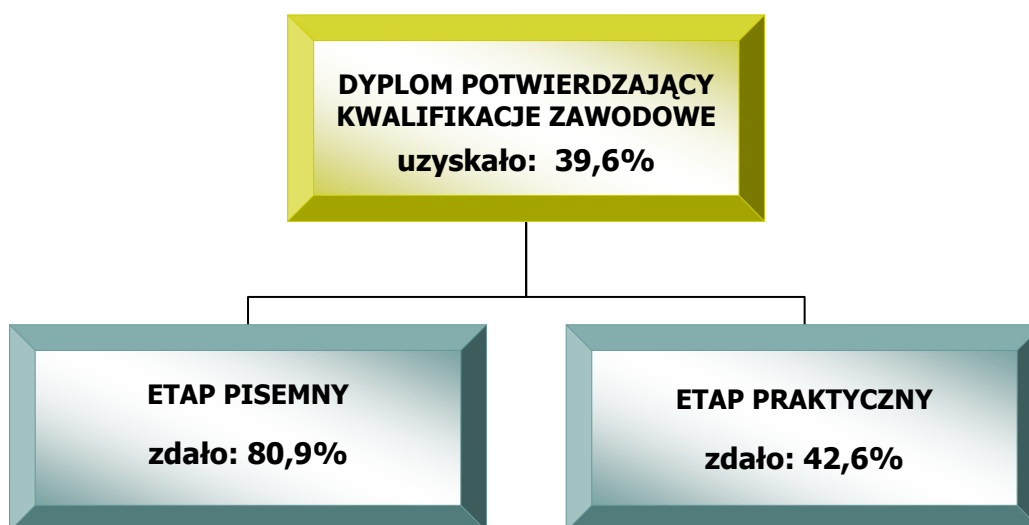 DYPLOM POTWIERDZAJĄCY
KWALIFIKACJE ZAWODOWE
uzyskało: 39,6%
ETAP PISEMNY
zdało: 80,9%
ETAP PRAKTYCZNY
zdało: 42,6%